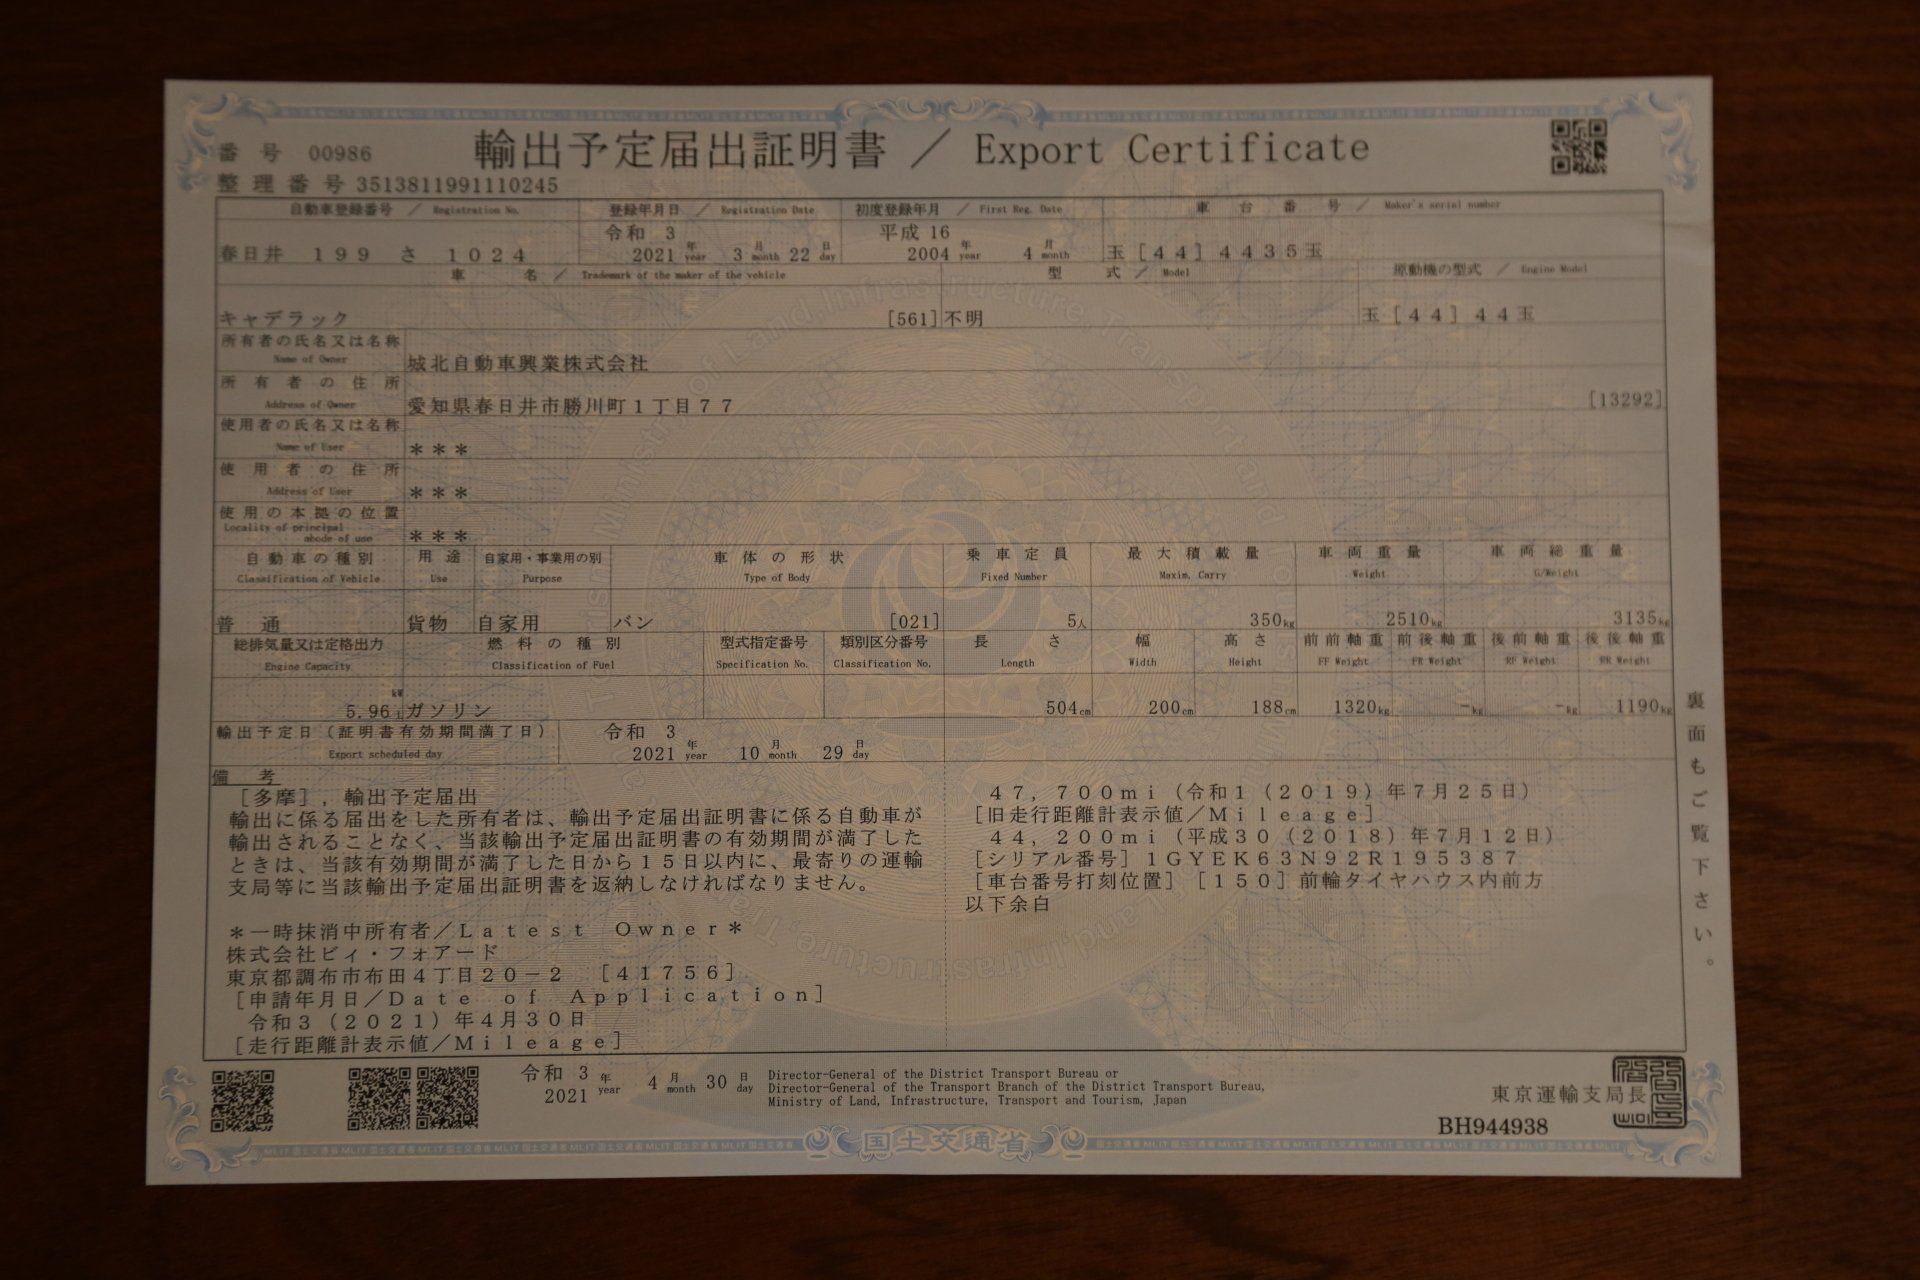 番 号 00986
輸出予定届出証明書 ／ Export Certificate
整 理 番 号 3513811991110245
自動車登録番号 ／ Registration No. 登録年月日 ／ Registration Date 初度登録年月 ／ First Reg. Date 車 台 番 号 ／ Maker's serial number
令和 3 平成 16
春日井 １９９ さ １０２４ 2021 年 year 3 月 month 22 日 day 2004 年 year 4 月 month 玉［４４］４４３５玉
車 名 ／ Trademark of the maker of the vehicle 型 式 ／ Model 原動機の型式 ／ Engine Model
キャデラック [561] 不明 玉［４４］４４玉
所有者の氏名又は名称
Name of Owner 城北自動車興業株式会社
所 有 者 の 住 所
Address of Owner 愛知県春日井市勝川町１丁目７７ [13292]
使用者の氏名又は名称
Name of User ＊＊＊
使 用 者 の 住 所
Address of User ＊＊＊
使 用 の 本 拠 の 位 置
Locality of principal
abode of use ＊＊＊
自 動 車 の 種 別 用 途 自家用・事業用の別 車 体 の 形 状 乗 車 定 員 最 大 積 載 量 車 両 重 量 車 両 総 重 量
Classification of Vehicle Use Purpose Type of Body Fixed Number Maxim. Carry Weight G/Weight
普 通 貨物 自家用 バン [021] 5人 350kg 2510kg 3135kg
総排気量又は定格出力 燃 料 の 種 別 型式指定番号 類別区分番号 長 さ 幅 高 さ 前 前 軸 重 前 後 軸 重 後 前 軸 重 後 後 軸 重
Engine Capacity Classification of Fuel Specification No. Classification No. Length Width Height FF Weight FR Weight RF Weight RR Weight
kW
5.96 L ガソリン 504cm 200cm 188cm 1320kg -kg -kg 1190kg
輸出予定日（証明書有効期間満了日） 令和 3
Export scheduled day 2021 年 year 10 月 month 29 日 day
備 考
［多摩］，輸出予定届出
輸出に係る届出をした所有者は、輸出予定届出証明書に係る自動車が
輸出されることなく、当該輸出予定届出証明書の有効期間が満了した
ときは、当該有効期間が満了した日から１５日以内に、最寄りの運輸
支局等に当該輸出予定届出証明書を返納しなければなりません。
＊一時抹消中所有者／Ｌａｔｅｓｔ Ｏｗｎｅｒ＊
株式会社ビィ・フォアード
東京都調布市布田４丁目２０－２ ［４１７５６］
［申請年月日／Ｄａｔｅ ｏｆ Ａｐｐｌｉｃａｔｉｏｎ］
令和３（２０２１）年４月３０日
［走行距離計表示値／Ｍｉｌｅａｇｅ］
４７，７００ｍｉ（令和１（２０１９）年７月２５日）
［旧走行距離計表示値／Ｍｉｌｅａｇｅ］
４４，２００ｍｉ（平成３０（２０１８）年７月１２日）
［シリアル番号］１ＧＹＥＫ６３Ｎ９２Ｒ１９５３８７
［車台番号打刻位置］［１５０］前輪タイヤハウス内前方
以下余白
裏面もご覧下さい。
令和 3
2021 年 year 4 月 month 30 日 day
Director-General of the District Transport Bureau or
Director-General of the Transport Branch of the District Transport Bureau,
Ministry of Land, Infrastructure, Transport and Tourism, Japan
東京運輸支局長
BH944938
国土交通省